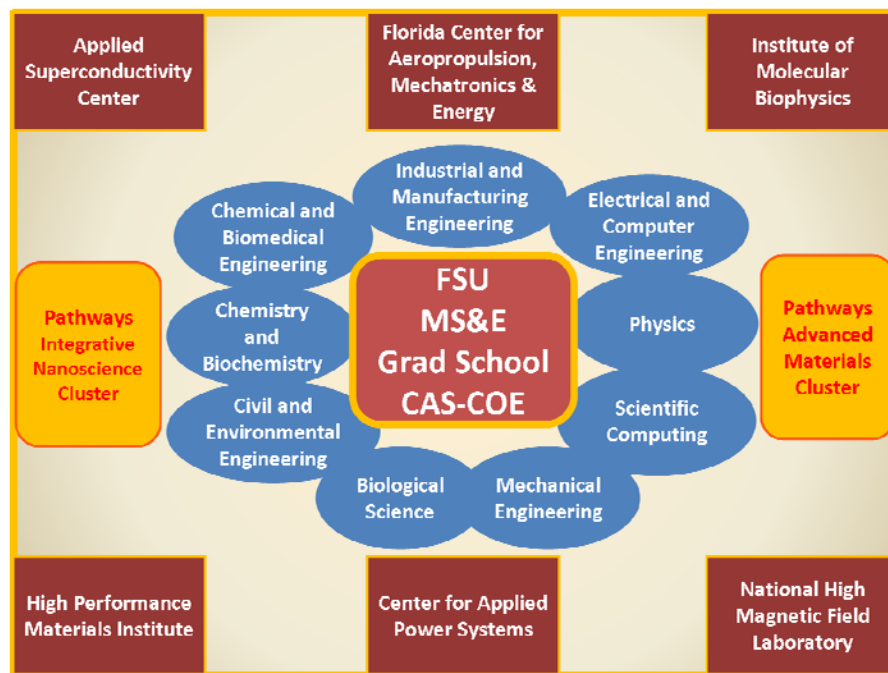 Applied
Superconductivity
Center
Florida Center for
Aeropropulsion,
Mechatronics &
Energy
Institute of
Molecular
Biophysics
Industrial and
Manufacturing
Engineering
Chemical and
Biomedical
Engineering
Electrical and
Computer
Engineering
Pathways
Integrative
Nanoscience
Cluster
Chemistry
and
Biochemistry
FSU
MS&E
Grad School
CAS-COE
Physics
Pathways
Advanced
Materials
Cluster
Civil and
Environmental
Engineering
Scientific
Computing
Biological
Science
Mechanical
Engineering
High Performance
Materials Institute
Center for Applied
Power Systems
National High
Magnetic Field
Laboratory